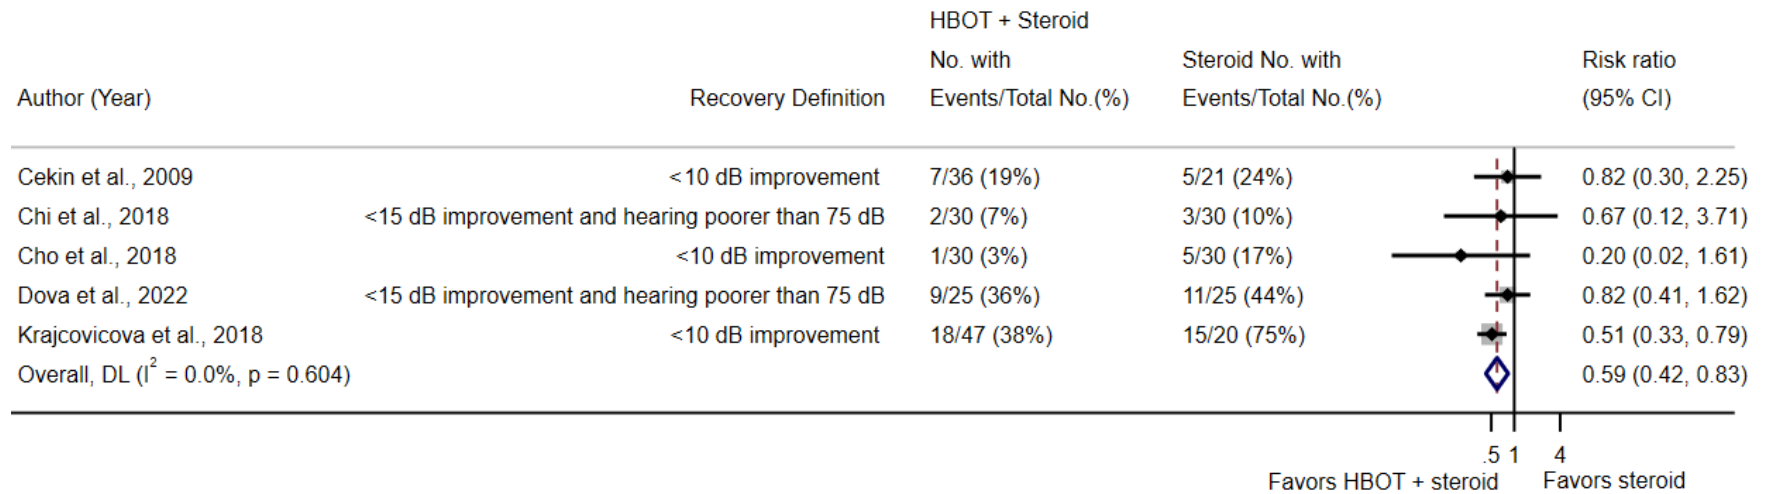 HBOT + Steroid
No. with Steroid No. with Risk ratio
Author (Year) Recovery Definition Events/Total No.(%) Events/Total No.(%) (95% CI)
Cekin et al., 2009 <10 dB improvement 7/36 (19%) 5/21 (24%) 0.82 (0.30, 2.25)
Chi et al., 2018 <15 dB improvement and hearing poorer than 75 dB 2/30 (7%) 3/30 (10%) 0.67 (0.12, 3.71)
Cho et al., 2018 <10 dB improvement 1/30 (3%) 5/30 (17%) 0.20 (0.02, 1.61)
Dova et al., 2022 <15 dB improvement and hearing poorer than 75 dB 9/25 (36%) 11/25 (44%) 0.82 (0.41, 1.62)
Krajcovicova et al., 2018 <10 dB improvement 18/47 (38%) 15/20 (75%) 0.51 (0.33, 0.79)
Overall, DL (I² = 0.0%, p = 0.604) 0.59 (0.42, 0.83)
.5 1 4
Favors HBOT + steroid Favors steroid